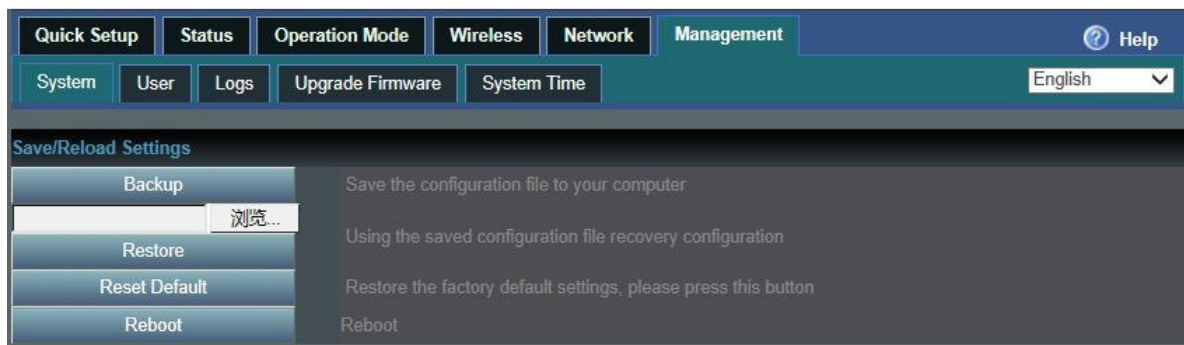 Quick Setup Status Operation Mode Wireless Network Management Help
System User Logs Upgrade Firmware System Time English
Save/Reload Settings
Backup Save the configuration file to your computer
浏览...
Using the saved configuration file recovery configuration
Restore
Reset Default Restore the factory default settings, please press this button
Reboot Reboot